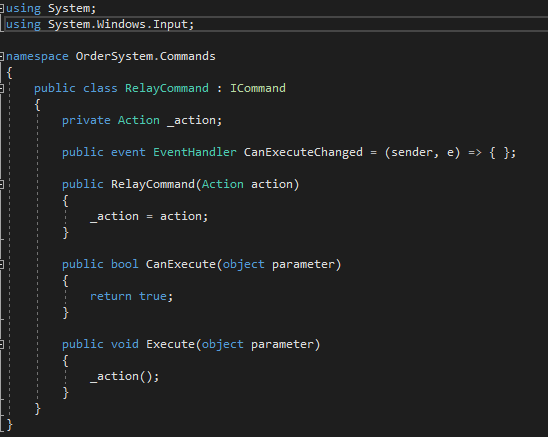 using System;
using System.Windows.Input;
namespace OrderSystem.Commands
{
public class RelayCommand : ICommand
{
private Action _action;
public event EventHandler CanExecuteChanged = (sender, e) => { };
public RelayCommand(Action action)
{
_action = action;
}
public bool CanExecute(object parameter)
{
return true;
}
public void Execute(object parameter)
{
_action();
}
}
}